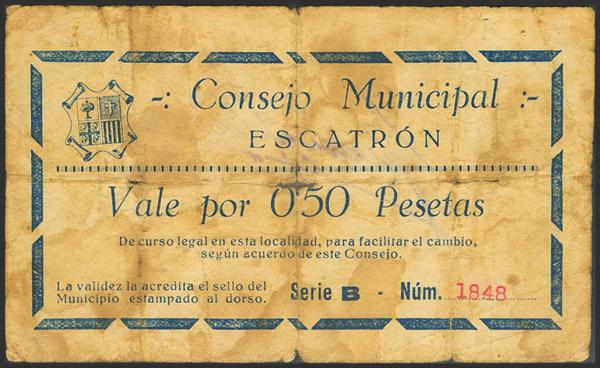 -: Consejo Municipal :-
ESCATRÓN
Vale por 0'50 Pesetas
De curso legal en esta localidad, para facilitar el cambio,
según acuerdo de este Consejo.
La validez la acredita el sello del
Municipio estampado al dorso.
Serie B - Núm. 1848